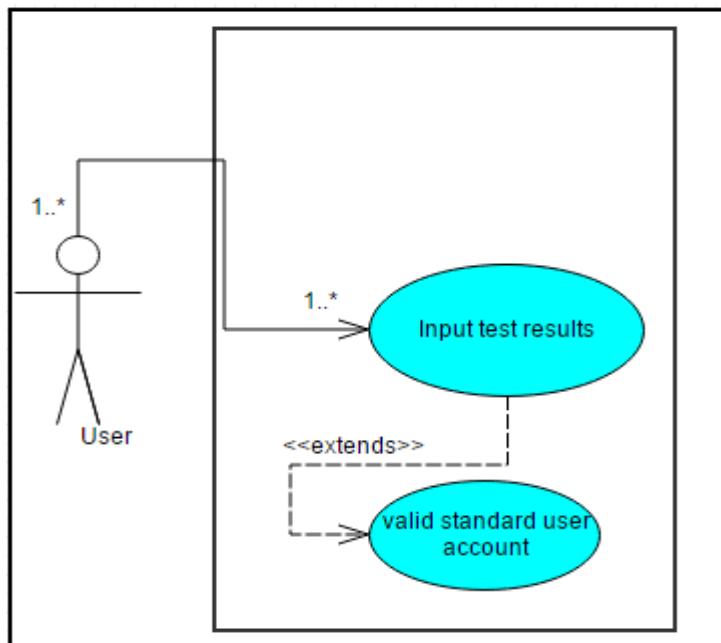 1..*
1..*
Input test results
User
<<extends>>
valid standard user
account